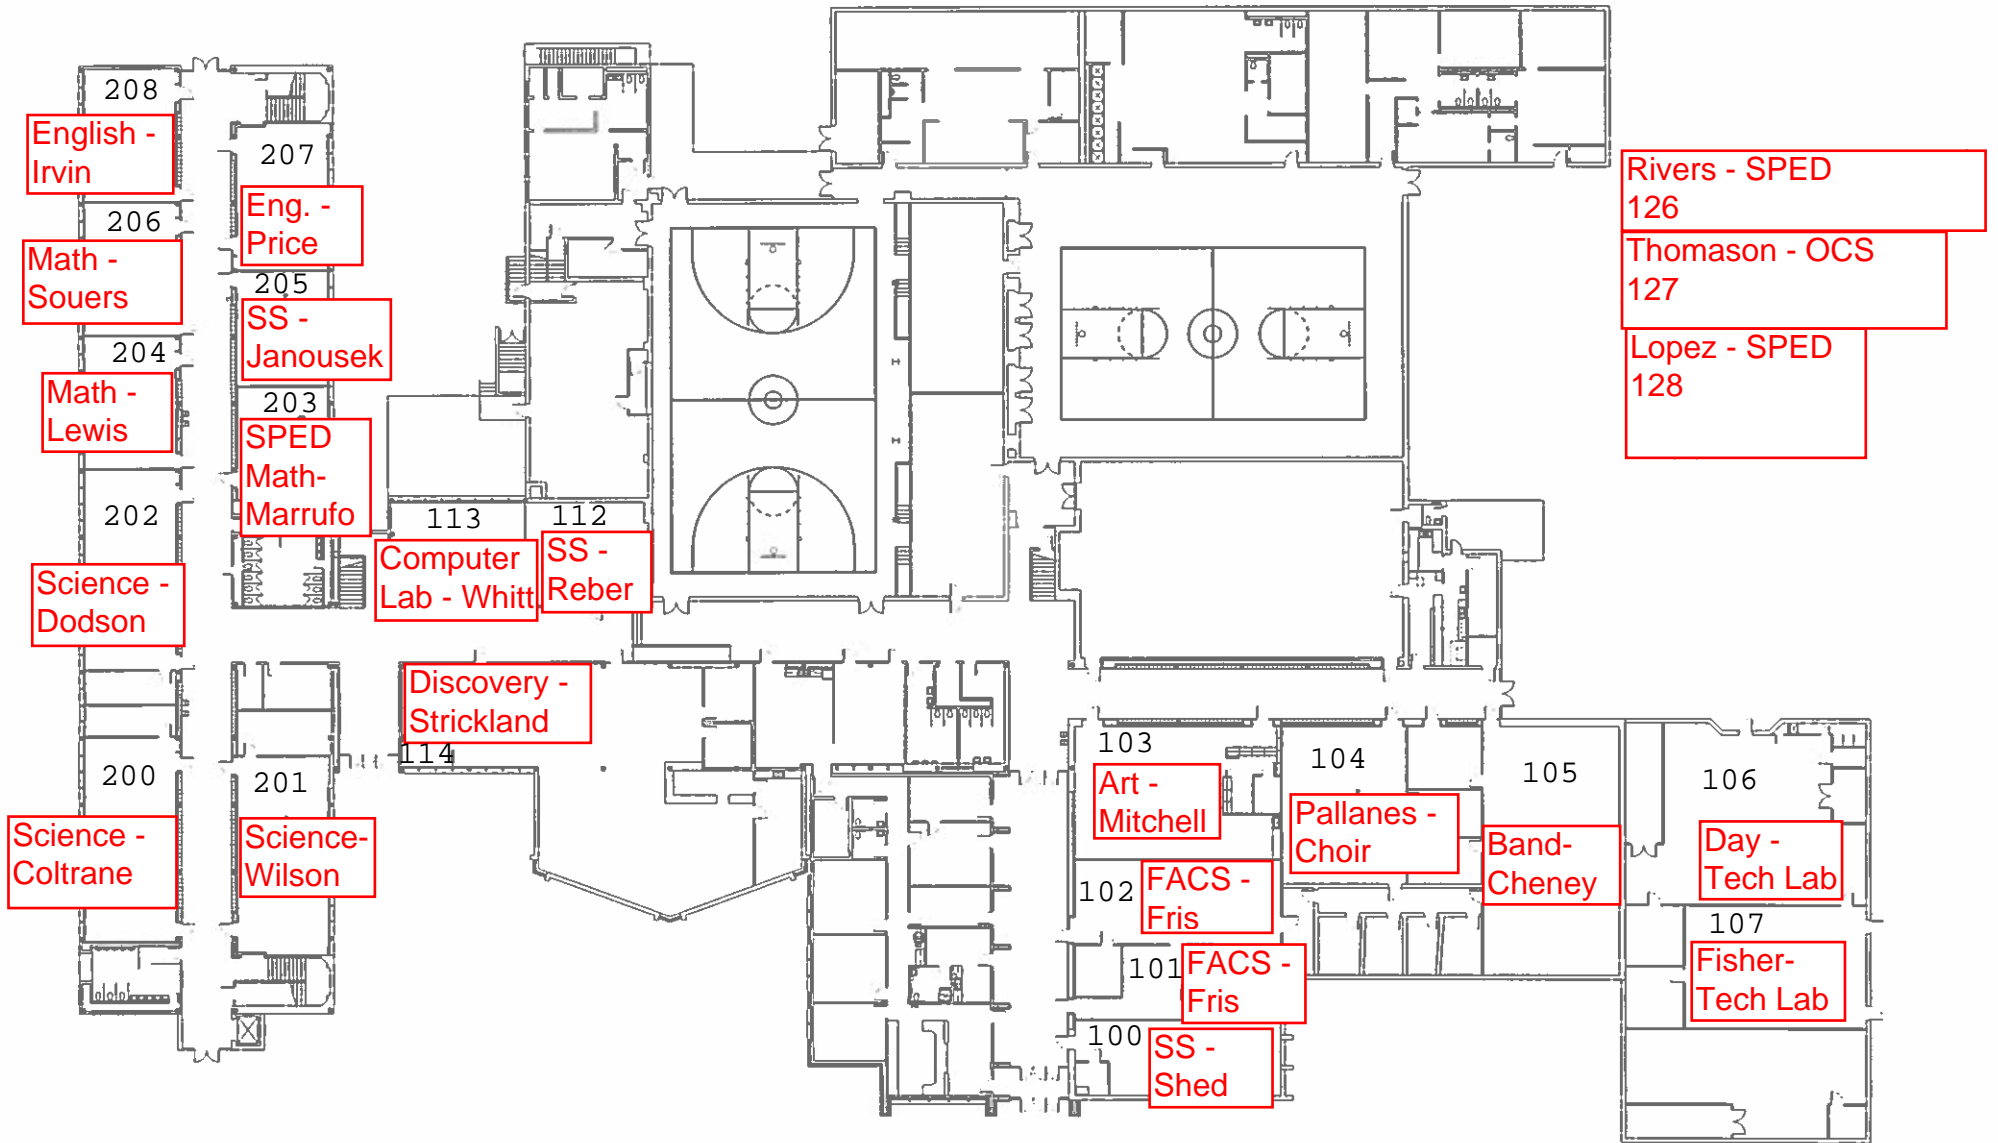 208
English -
Irvin
207
Eng. -
Price
206
Math -
Souers
205
SS -
Janousek
204
Math -
Lewis
203
SPED
Math-
Marrufo
202
Science -
Dodson
113
Computer
Lab - Whitt
112
SS -
Reber
Discovery -
Strickland
114
200
Science -
Coltrane
201
Science-
Wilson
103
Art -
Mitchell
104
Pallanes -
Choir
105
Band-
Cheney
106
Day -
Tech Lab
102
FACS -
Fris
101
FACS -
Fris
100
SS -
Shed
107
Fisher-
Tech Lab
Rivers - SPED
126
Thomason - OCS
127
Lopez - SPED
128